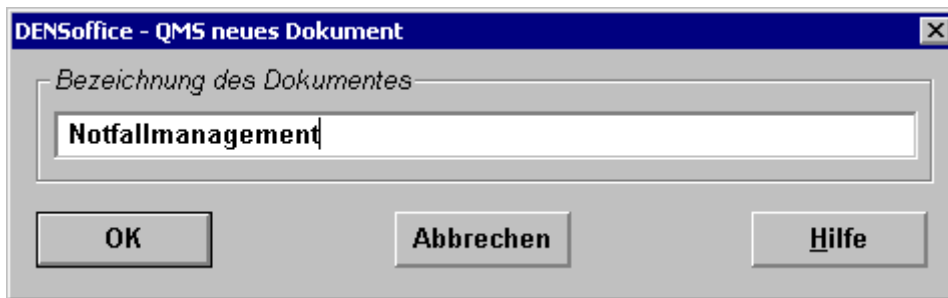 DENSoffice - QMS neues Dokument
Bezeichnung des Dokumentes
Notfallmanagement
OK Abbrechen Hilfe